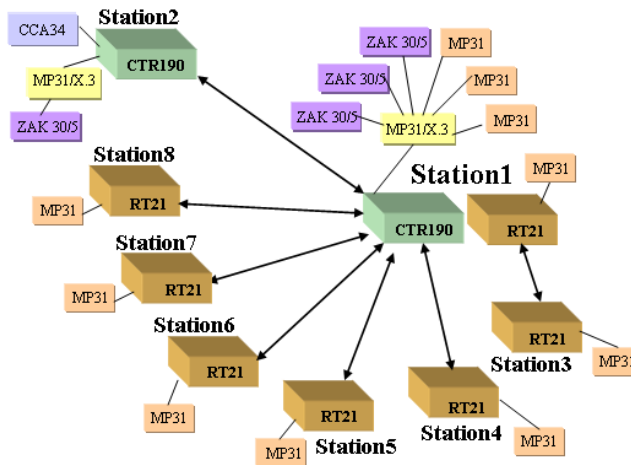 Station2
CCA34
CTR190
MP31/X.3
ZAK 30/5
ZAK 30/5
MP31
ZAK 30/5
MP31
ZAK 30/5
MP31/X.3
MP31
Station8
MP31
RT21
Station1
CTR190
MP31
RT21
Station7
MP31
RT21
Station6
RT21
MP31
RT21
Station5
MP31
RT21
Station4
MP31
RT21
Station3
MP31